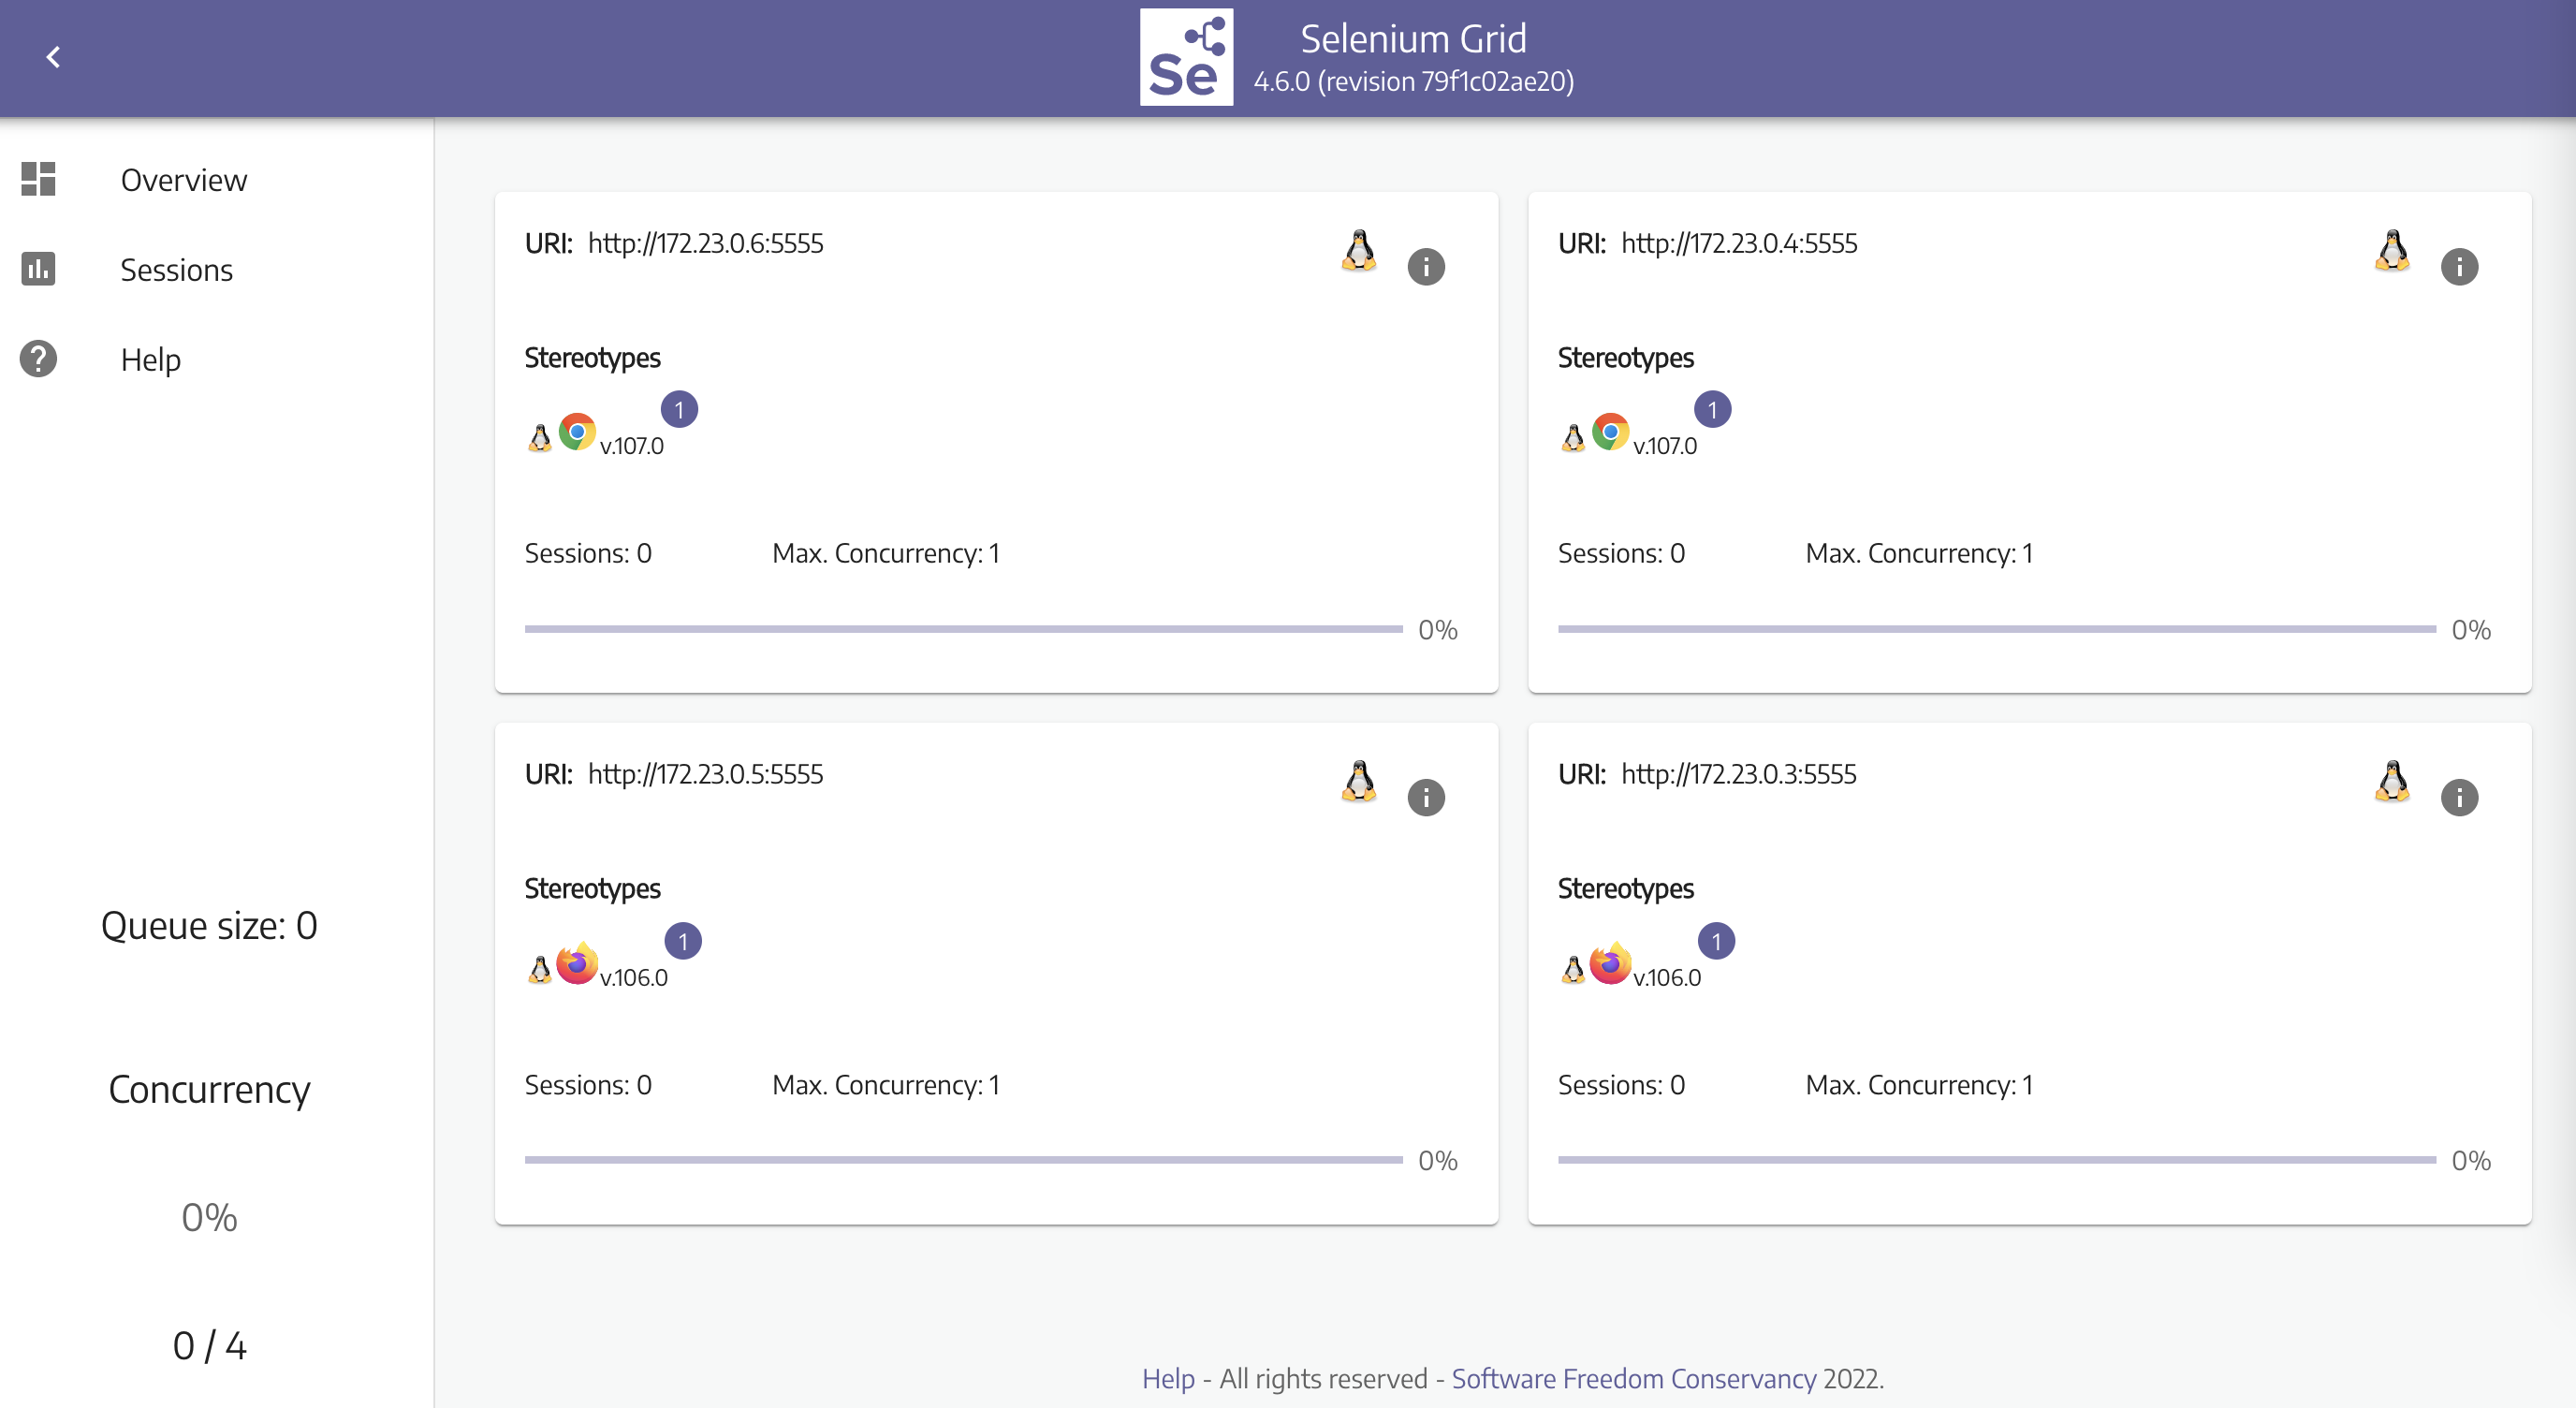 Se
Selenium Grid
4.6.0 (revision 79f1c02ae20)
Overview
Sessions
Help
Queue size: 0
Concurrency
0%
0 / 4
URI: http://172.23.0.6:5555
Stereotypes
1
v.107.0
Sessions: 0 Max. Concurrency: 1
0%
URI: http://172.23.0.4:5555
Stereotypes
1
v.107.0
Sessions: 0 Max. Concurrency: 1
0%
URI: http://172.23.0.5:5555
Stereotypes
1
v.106.0
Sessions: 0 Max. Concurrency: 1
0%
URI: http://172.23.0.3:5555
Stereotypes
1
v.106.0
Sessions: 0 Max. Concurrency: 1
0%
Help - All rights reserved - Software Freedom Conservancy 2022.